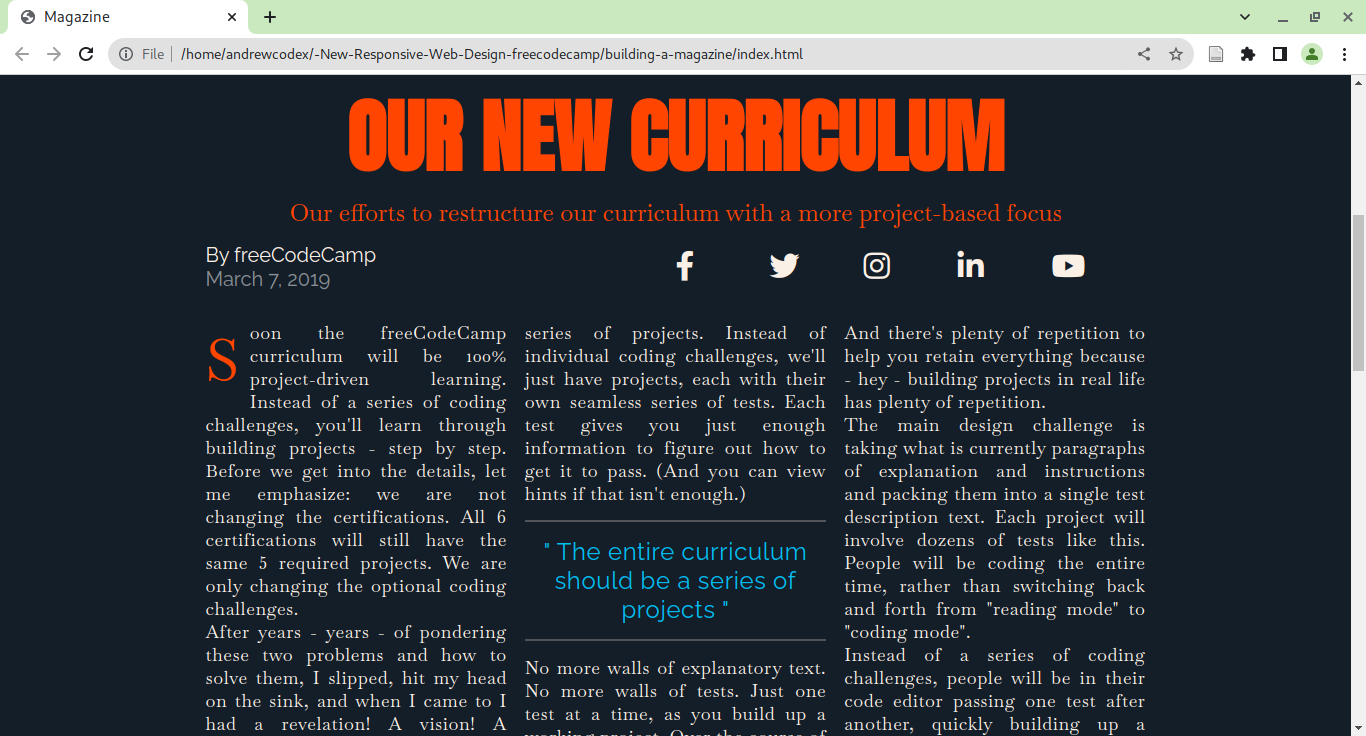 Magazine
File
/home/andrewcodex/-New-Responsive-Web-Design-freecodecamp/building-a-magazine/index.html
OUR NEW CURRICULUM
Our efforts to restructure our curriculum with a more project-based focus
By freeCodeCamp
March 7, 2019
Soon the freeCodeCamp
curriculum will be 100%
project-driven learning.
Instead of a series of coding
challenges, you'll learn through
building projects - step by step.
Before we get into the details, let
me emphasize: we are not
changing the certifications. All 6
certifications will still have the
same 5 required projects. We are
only changing the optional coding
challenges.
After years - years - of pondering
these two problems and how to
solve them, I slipped, hit my head
on the sink, and when I came to I
had a revelation! A vision! A
series of projects. Instead of
individual coding challenges, we'll
just have projects, each with their
own seamless series of tests. Each
test gives you just enough
information to figure out how to
get it to pass. (And you can view
hints if that isn't enough.)
" The entire curriculum
should be a series of
projects "
No more walls of explanatory text.
No more walls of tests. Just one
test at a time, as you build up a
working project. Over the course of
And there's plenty of repetition to
help you retain everything because
- hey - building projects in real life
has plenty of repetition.
The main design challenge is
taking what is currently paragraphs
of explanation and instructions
and packing them into a single test
description text. Each project will
involve dozens of tests like this.
People will be coding the entire
time, rather than switching back
and forth from "reading mode" to
"coding mode".
Instead of a series of coding
challenges, people will be in their
code editor passing one test after
another, quickly building up a